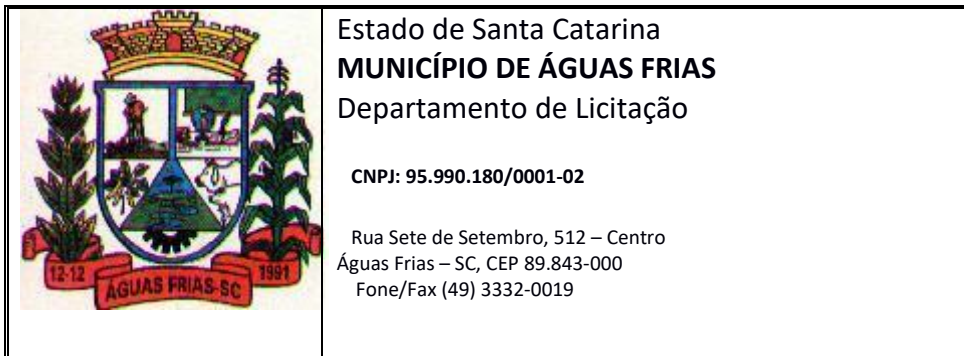 Estado de Santa Catarina
MUNICÍPIO DE ÁGUAS FRIAS
Departamento de Licitação
CNPJ: 95.990.180/0001-02
Rua Sete de Setembro, 512 – Centro
Águas Frias – SC, CEP 89.843-000
Fone/Fax (49) 3332-0019
12-12
ÁGUAS FRIAS-SC
1991